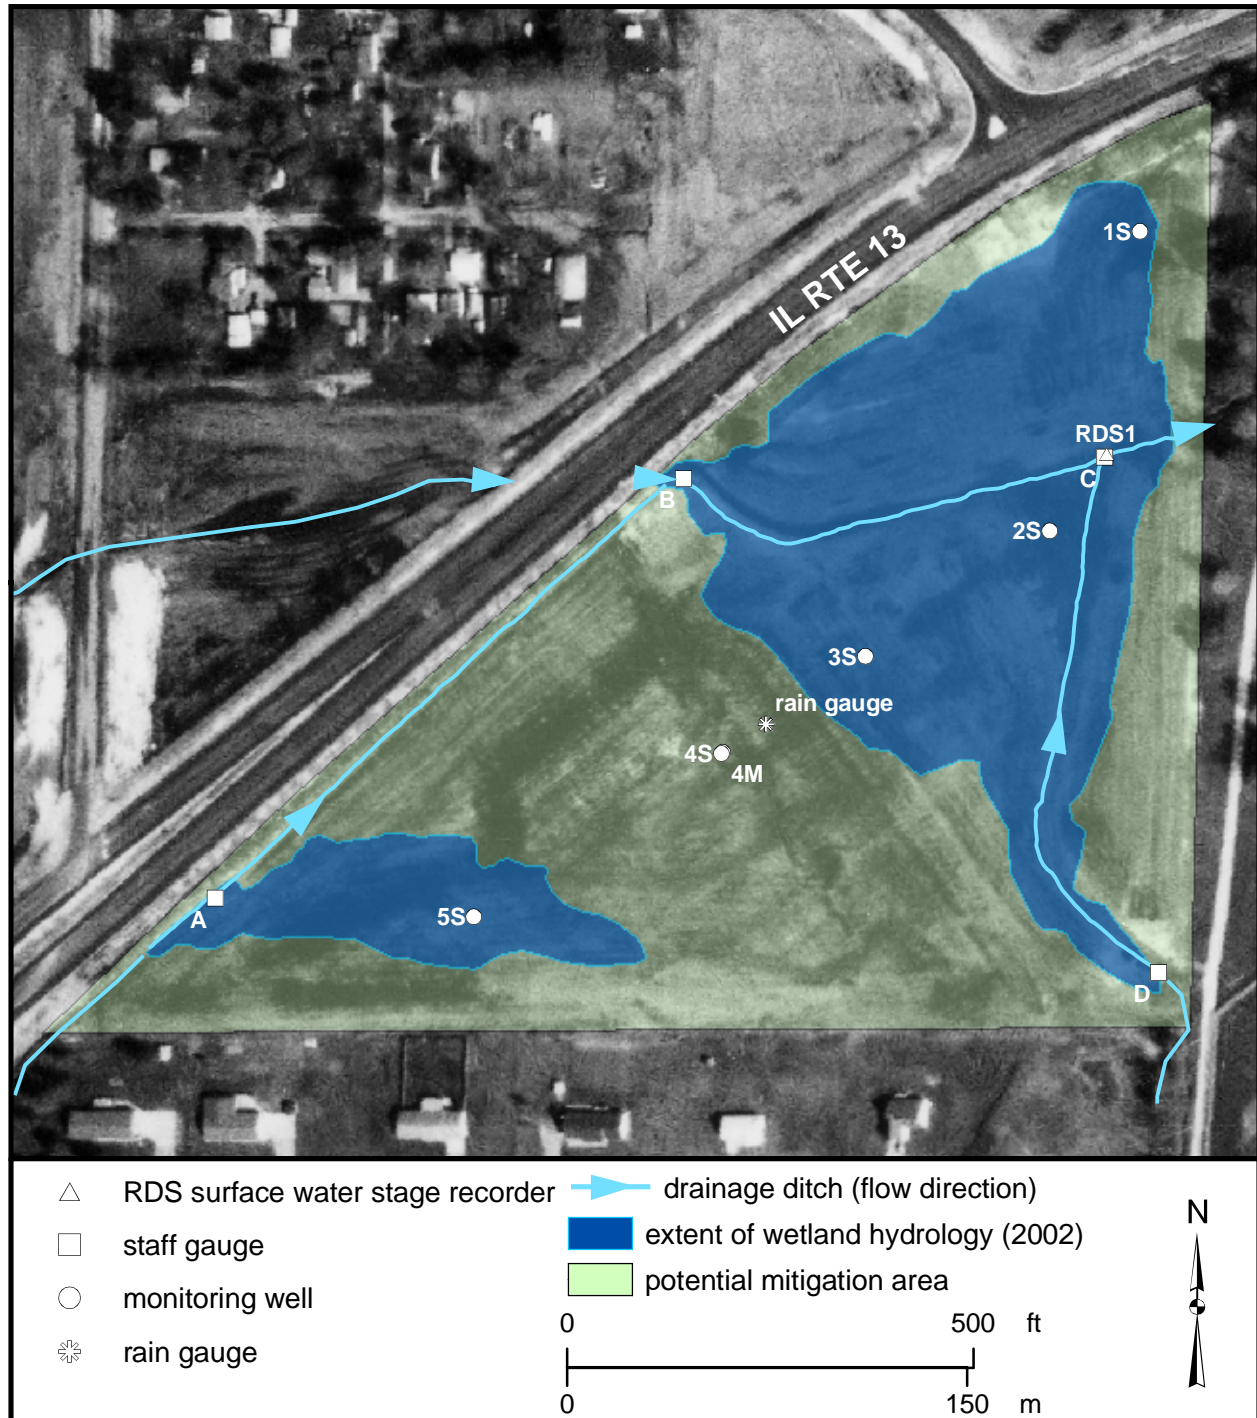 IL RTE 13
1S
RDS1
C
B
2S
3S
rain gauge
4S
4M
A
5S
D
RDS surface water stage recorder
staff gauge
monitoring well
rain gauge
drainage ditch (flow direction)
extent of wetland hydrology (2002)
potential mitigation area
0 500 ft
0 150 m
N